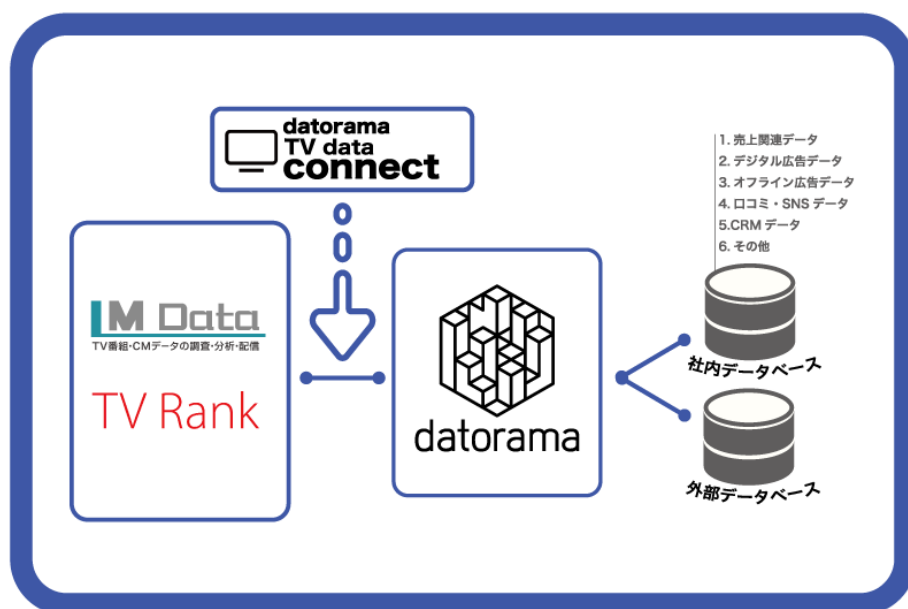 datorama
TV data
connect
1. 売上関連データ
2. デジタル広告データ
3. オフライン広告データ
4. 口コミ・SNS データ
5.CRM データ
6. その他
LM Data
TV番組・CMデータの調査・分析・配信
TV Rank
datorama
社内データベース
外部データベース